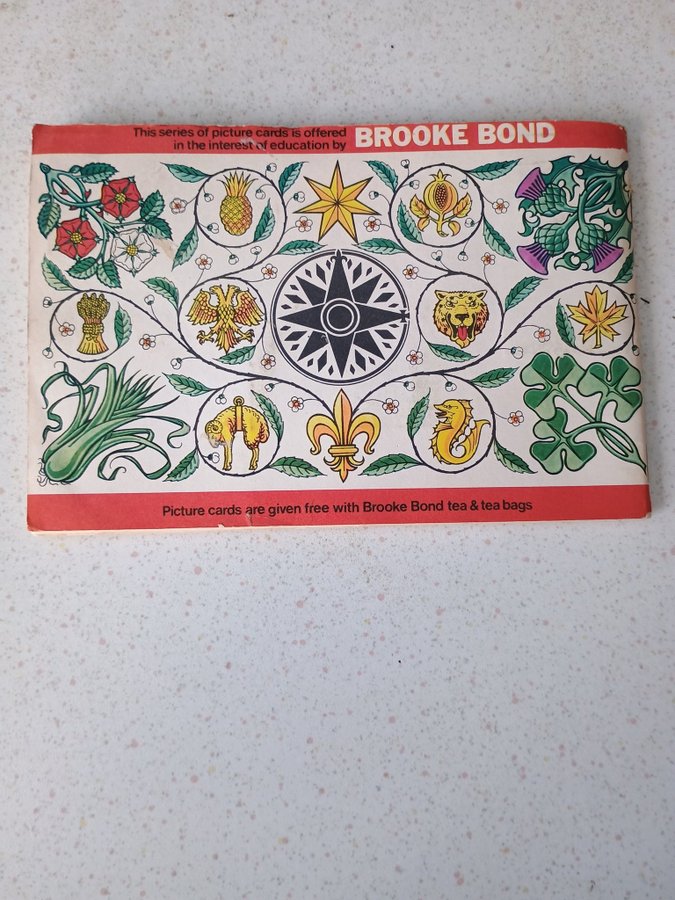 This series of picture cards is offered
in the interest of education by BROOKE BOND
Picture cards are given free with Brooke Bond tea & tea bags